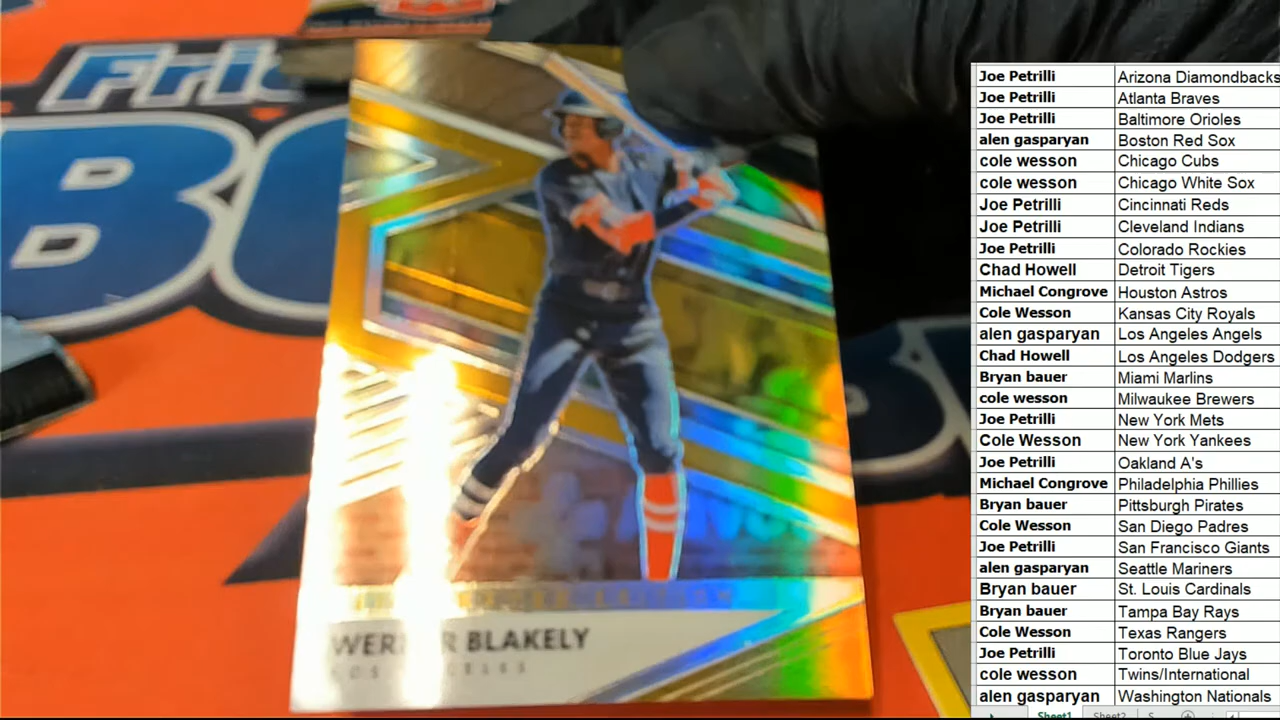 Fri
B
WER R BLAKELY
LOS ANGELES
Joe Petrilli Arizona Diamondbacks
Joe Petrilli Atlanta Braves
Joe Petrilli Baltimore Orioles
alen gasparyan Boston Red Sox
cole wesson Chicago Cubs
cole wesson Chicago White Sox
Joe Petrilli Cincinnati Reds
Joe Petrilli Cleveland Indians
Joe Petrilli Colorado Rockies
Chad Howell Detroit Tigers
Michael Congrove Houston Astros
Cole Wesson Kansas City Royals
alen gasparyan Los Angeles Angels
Chad Howell Los Angeles Dodgers
Bryan bauer Miami Marlins
cole wesson Milwaukee Brewers
Joe Petrilli New York Mets
Cole Wesson New York Yankees
Joe Petrilli Oakland A's
Michael Congrove Philadelphia Phillies
Bryan bauer Pittsburgh Pirates
Cole Wesson San Diego Padres
Joe Petrilli San Francisco Giants
alen gasparyan Seattle Mariners
Bryan bauer St. Louis Cardinals
Bryan bauer Tampa Bay Rays
Cole Wesson Texas Rangers
Joe Petrilli Toronto Blue Jays
cole wesson Twins/International
alen gasparyan Washington Nationals
Sheet1 Sheet2 S